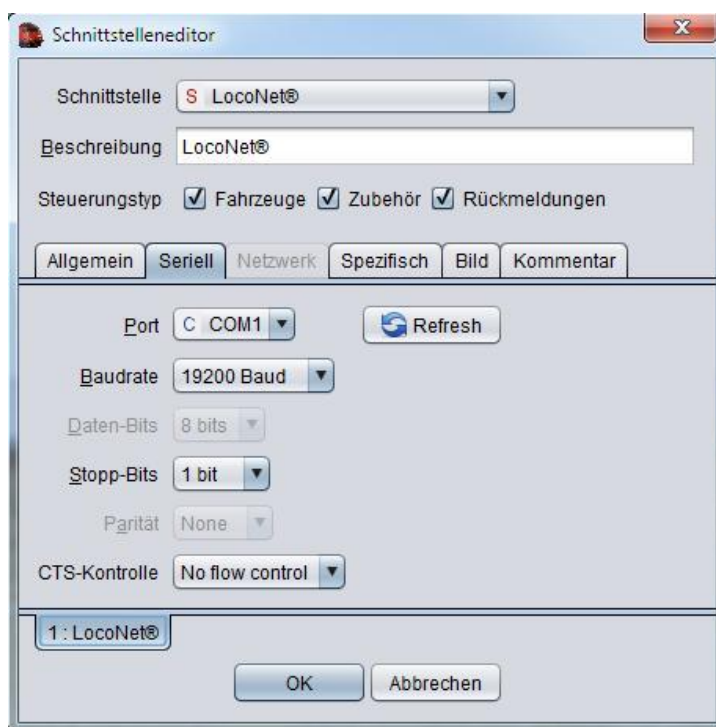 Schnittstelleneditor
Schnittstelle S LocoNet®
Beschreibung LocoNet®
Steuerungstyp Fahrzeuge Zubehör Rückmeldungen
Allgemein Seriell Netzwerk Spezifisch Bild Kommentar
Port C COM1 Refresh
Baudrate 19200 Baud
Daten-Bits 8 bits
Stopp-Bits 1 bit
Parität None
CTS-Kontrolle No flow control
1 : LocoNet®
OK Abbrechen